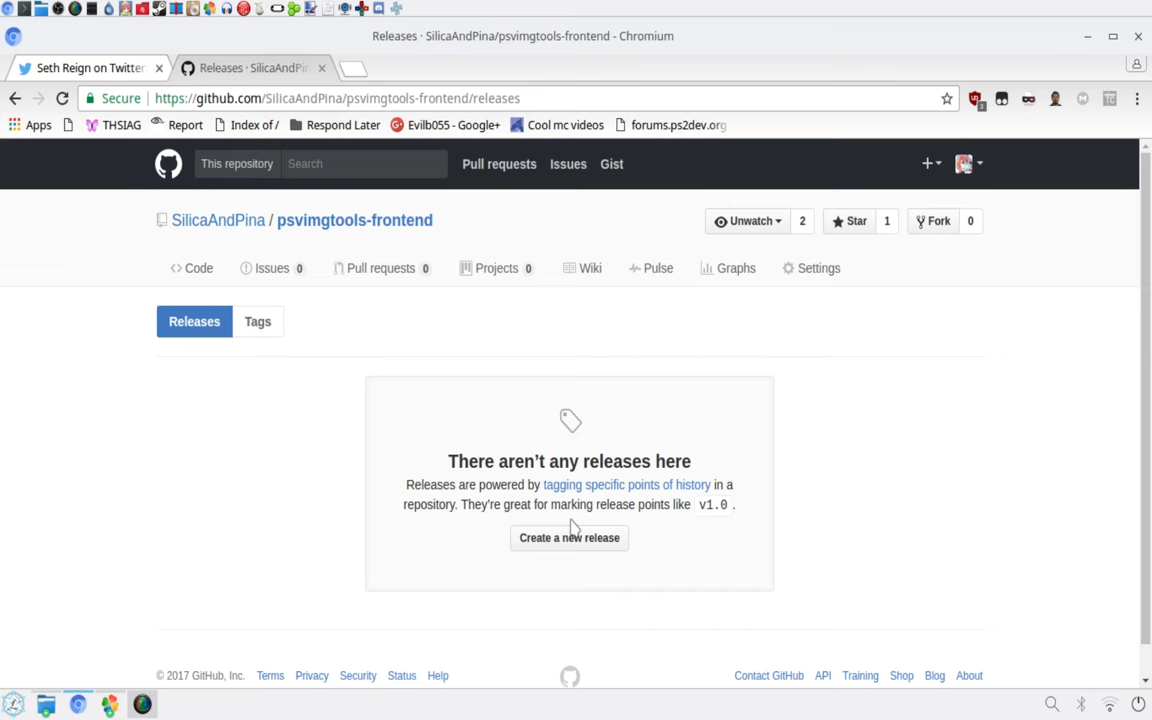 Releases · SilicaAndPina/psvimgtools-frontend - Chromium
Seth Reign on Twitter
Releases · SilicaAndPin
Secure https://github.com/SilicaAndPina/psvimgtools-frontend/releases
Apps THSIAG Report Index of / Respond Later Evilb055 - Google+ Cool mc videos forums.ps2dev.org
This repository Search Pull requests Issues Gist
SilicaAndPina / psvimgtools-frontend
Unwatch 2 Star 1 Fork 0
Code Issues 0 Pull requests 0 Projects 0 Wiki Pulse Graphs Settings
Releases Tags
There aren't any releases here
Releases are powered by tagging specific points of history in a
repository. They're great for marking release points like v1.0 .
Create a new release
© 2017 GitHub, Inc. Terms Privacy Security Status Help Contact GitHub API Training Shop Blog About